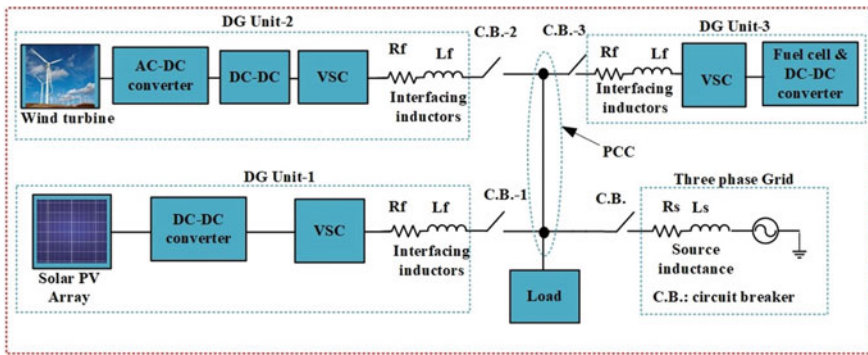 DG Unit-2
Wind turbine
AC-DC
converter
DC-DC
VSC
Rf
Lf
Interfacing
inductors
C.B.-2
C.B.-3
DG Unit-3
Rf
Lf
Interfacing
inductors
VSC
Fuel cell &
DC-DC
converter
PCC
DG Unit-1
Solar PV
Array
DC-DC
converter
VSC
Rf
Lf
Interfacing
inductors
C.B.-1
C.B.
Load
Three phase Grid
Rs
Ls
Source
inductance
C.B.: circuit breaker